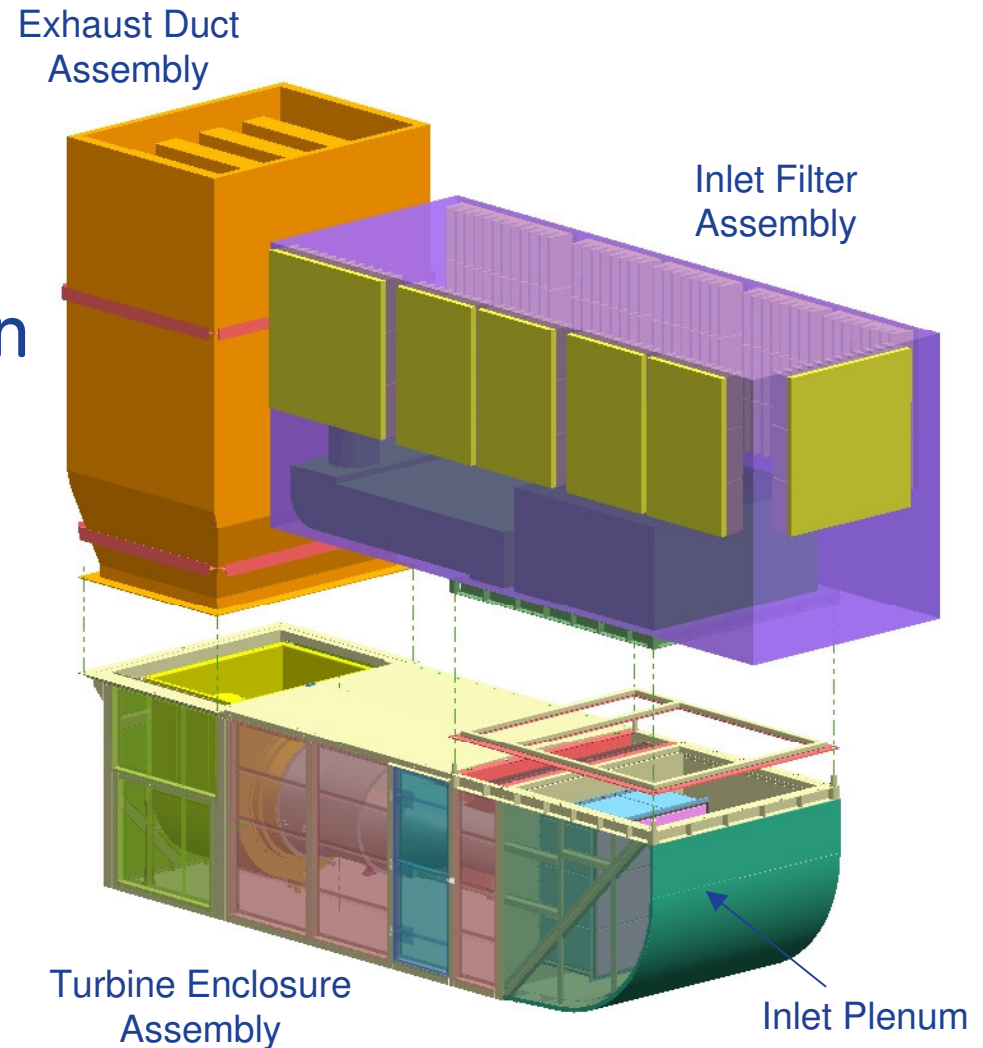 Exhaust Duct
Assembly
Inlet Filter
Assembly
n
Turbine Enclosure
Assembly
Inlet Plenum